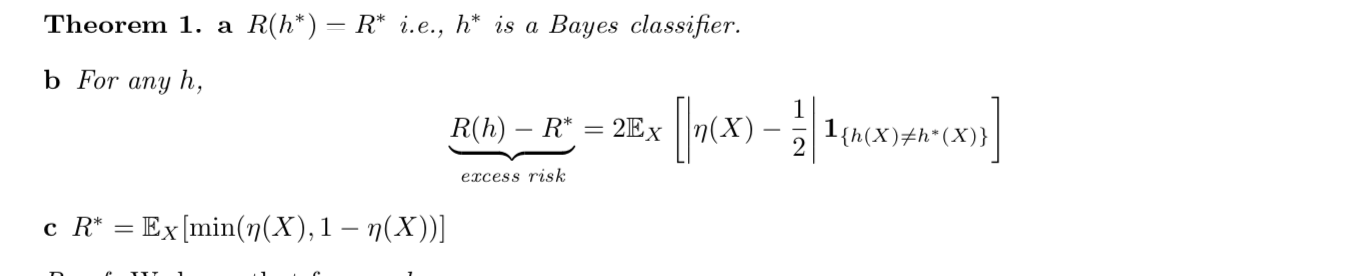 Theorem 1. a R(h*) = R* i.e., h* is a Bayes classifier.
b For any h,
R(h) − R* = 2𝔼_X [|η(X) − 1/2| 1_{h(X)≠h*(X)}]
excess risk
c R* = 𝔼_X[min(η(X), 1 − η(X))]